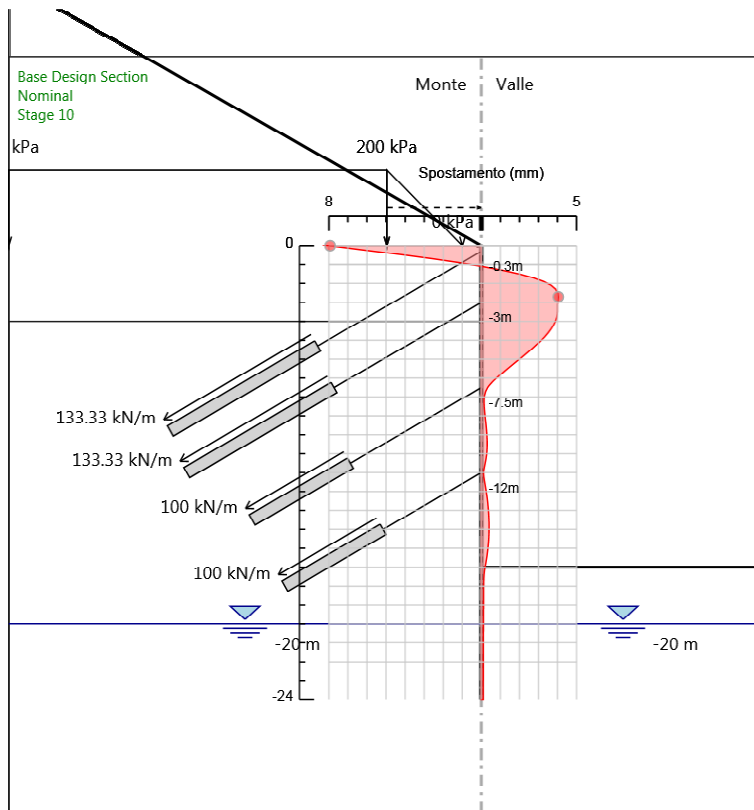 Base Design Section
Nominal
Stage 10
Monte
Valle
kPa
200 kPa
Spostamento (mm)
8
5
0 kPa
0
-0.3m
-3m
133.33 kN/m
-7.5m
133.33 kN/m
-12m
100 kN/m
100 kN/m
-20 m
-20 m
-24